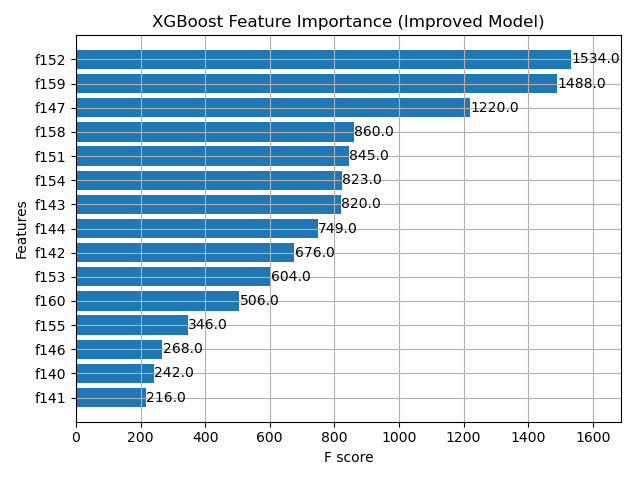 XGBoost Feature Importance (Improved Model)
Features
f152 1534.0
f159 1488.0
f147 1220.0
f158 860.0
f151 845.0
f154 823.0
f143 820.0
f144 749.0
f142 676.0
f153 604.0
f160 506.0
f155 346.0
f146 268.0
f140 242.0
f141 216.0
0 200 400 600 800 1000 1200 1400 1600
F score